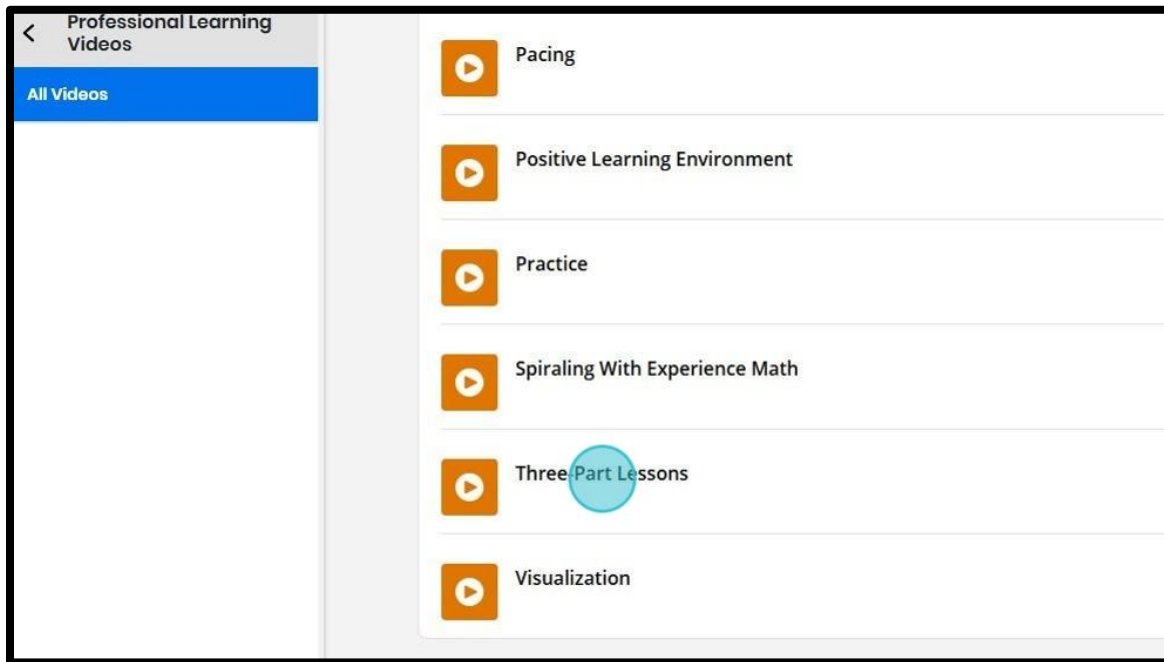 Professional Learning
Videos
All Videos
Pacing
Positive Learning Environment
Practice
Spiraling With Experience Math
Three-Part Lessons
Visualization